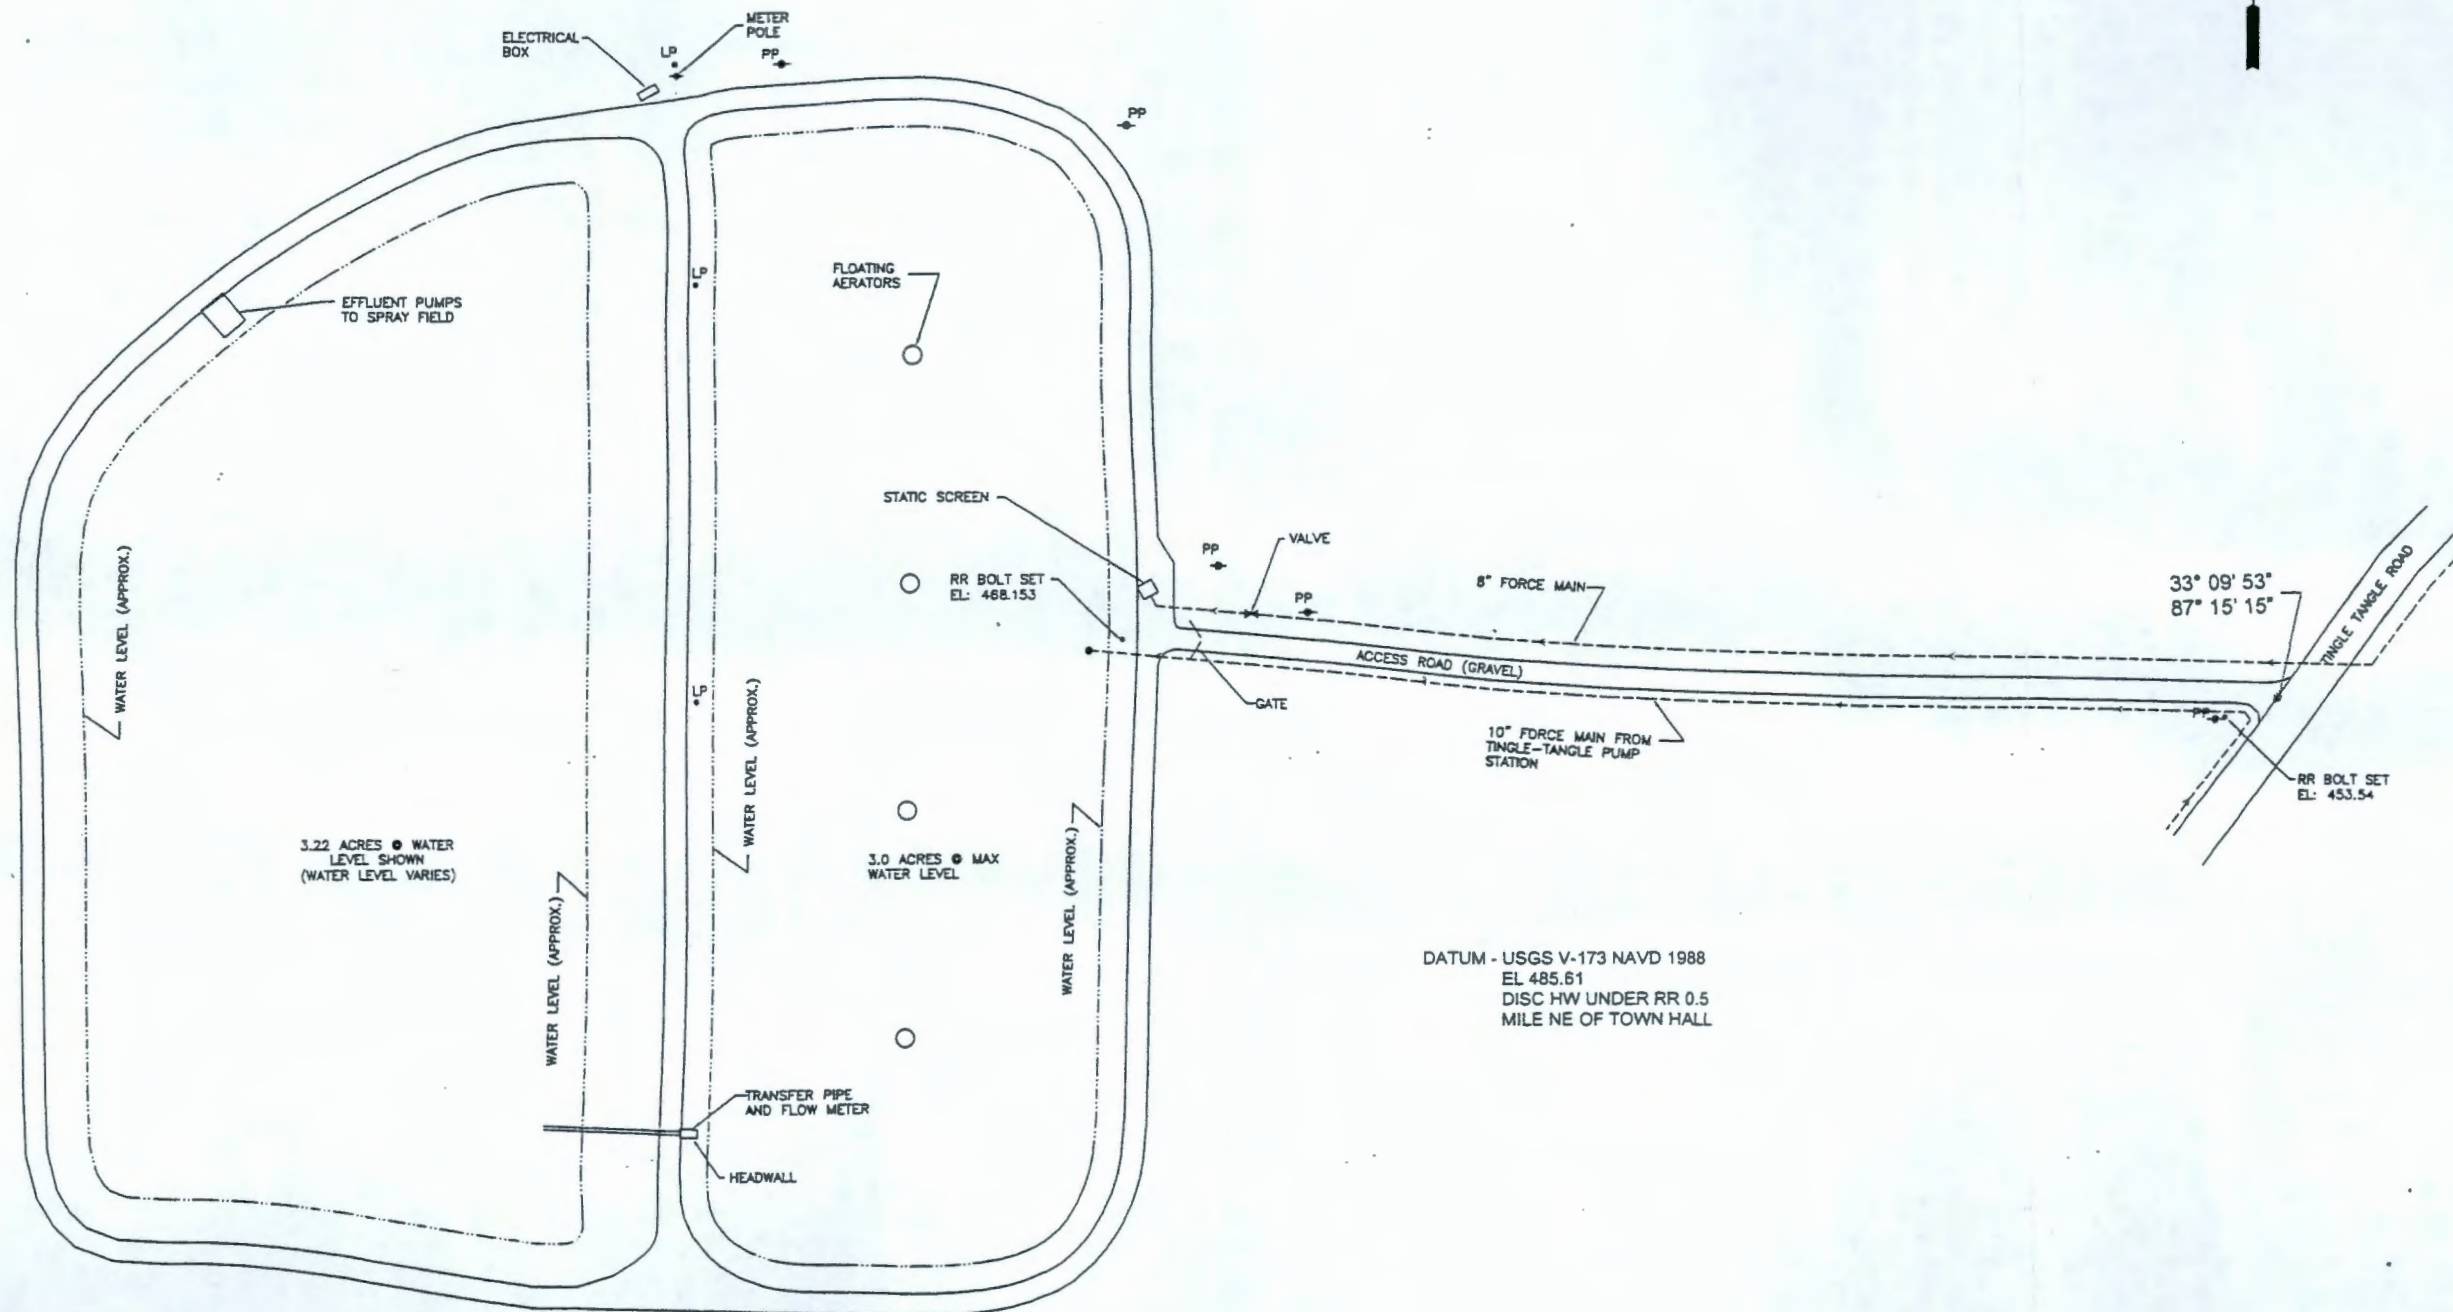 METER
POLE
ELECTRICAL
BOX
LP
PP
PP
LP
FLOATING
AERATORS
EFFLUENT PUMPS
TO SPRAY FIELD
STATIC SCREEN
VALVE
PP
RR BOLT SET
EL: 468.153
PP
8" FORCE MAIN
33° 09' 53"
87° 15' 15"
TINGLE TANGLE ROAD
WATER LEVEL (APPROX.)
ACCESS ROAD (GRAVEL)
LP
GATE
WATER LEVEL (APPROX.)
PP
10" FORCE MAIN FROM
TINGLE-TANGLE PUMP
STATION
RR BOLT SET
EL: 453.54
3.22 ACRES @ WATER
LEVEL SHOWN
(WATER LEVEL VARIES)
3.0 ACRES @ MAX
WATER LEVEL
WATER LEVEL (APPROX.)
WATER LEVEL (APPROX.)
DATUM - USGS V-173 NAVD 1988
EL 485.61
DISC HW UNDER RR 0.5
MILE NE OF TOWN HALL
TRANSFER PIPE
AND FLOW METER
HEADWALL